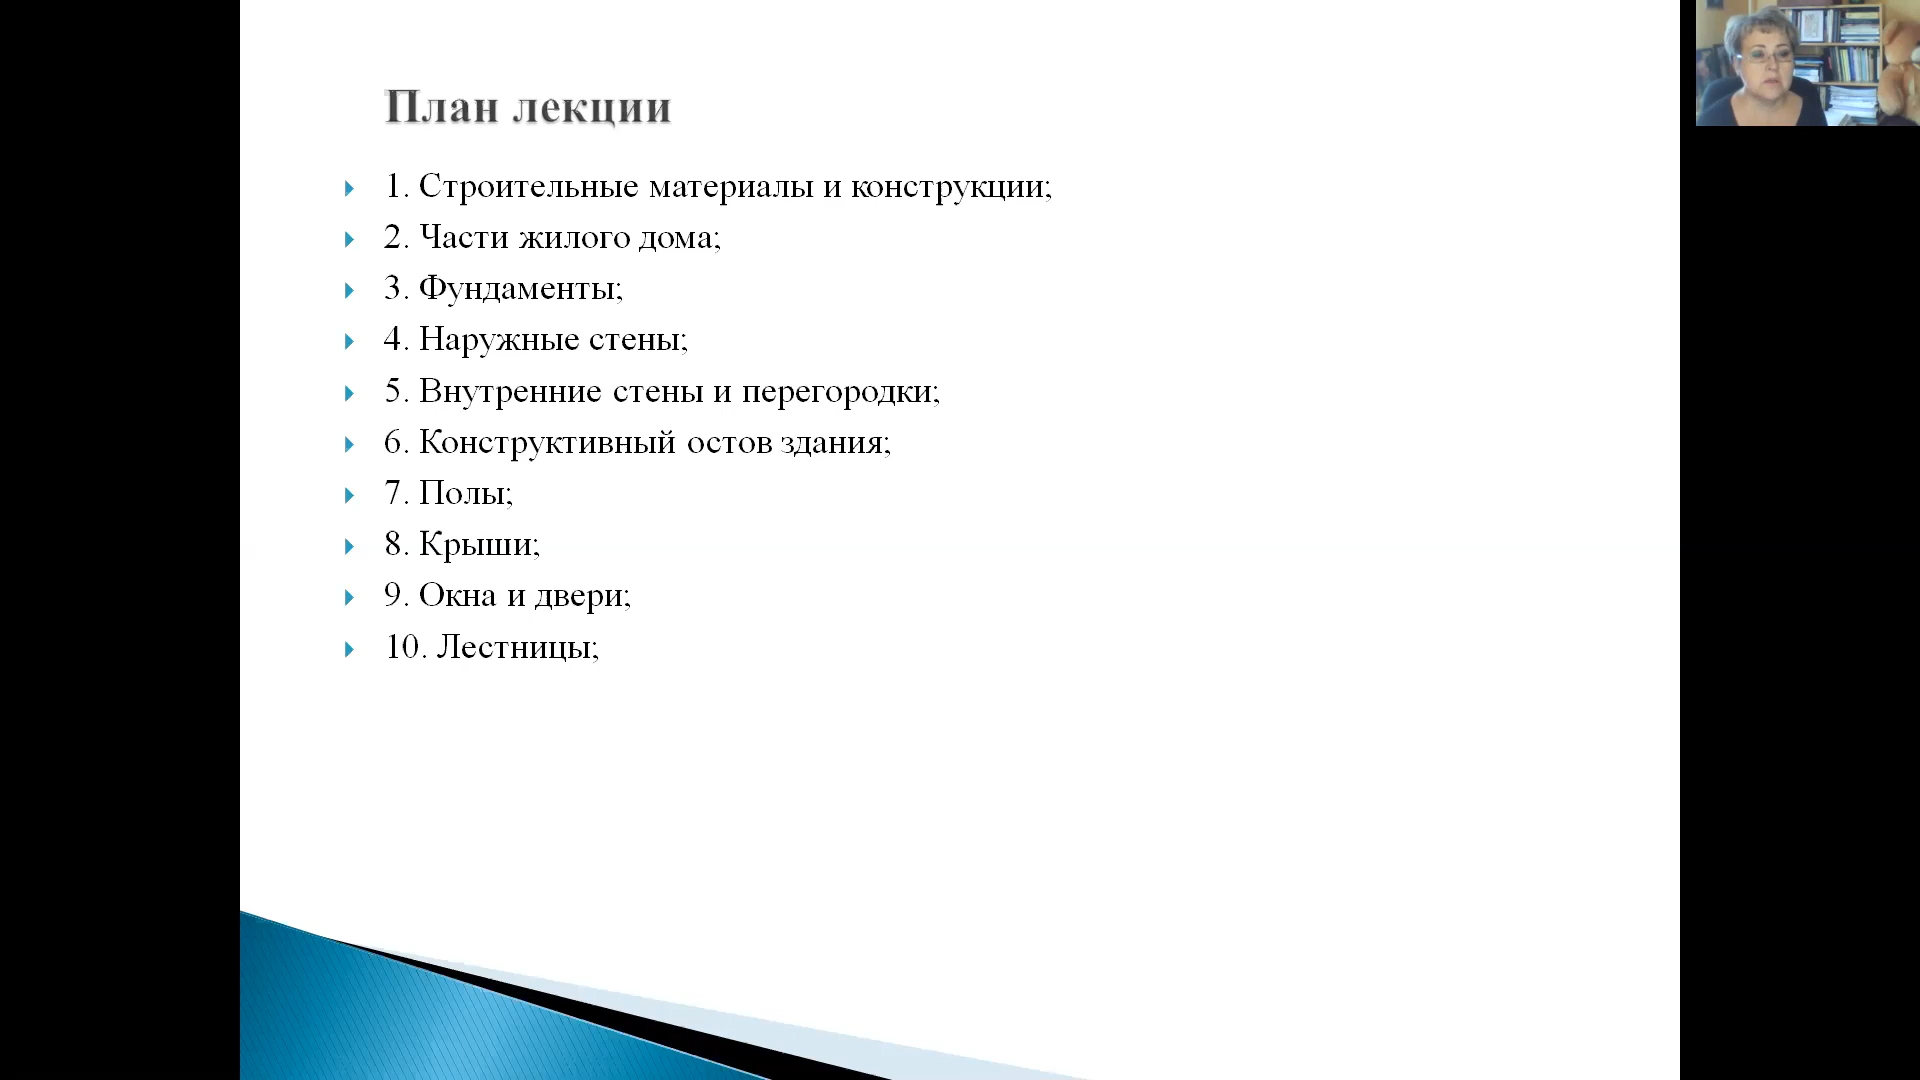 План лекции
1. Строительные материалы и конструкции;
2. Части жилого дома;
3. Фундаменты;
4. Наружные стены;
5. Внутренние стены и перегородки;
6. Конструктивный остов здания;
7. Полы;
8. Крыши;
9. Окна и двери;
10. Лестницы;